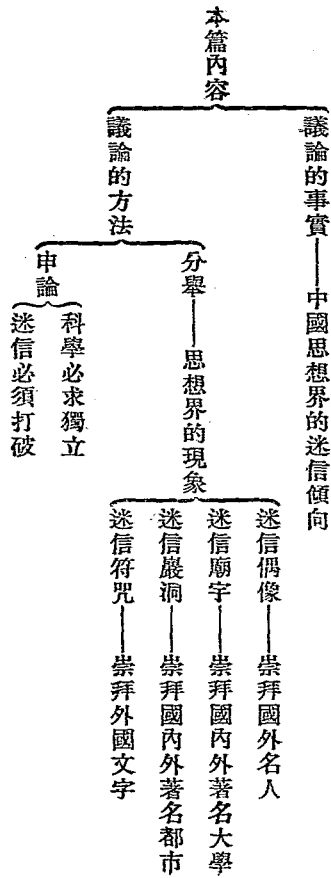 本篇內容
議論的事實——中國思想界的迷信傾向
議論的方法
分舉——思想界的現象
迷信偶像——崇拜國外名人
迷信廟宇——崇拜國內外著名大學
迷信巖洞——崇拜國內外著名都市
迷信符咒——崇拜外國文字
申論
科學必求獨立
迷信必須打破